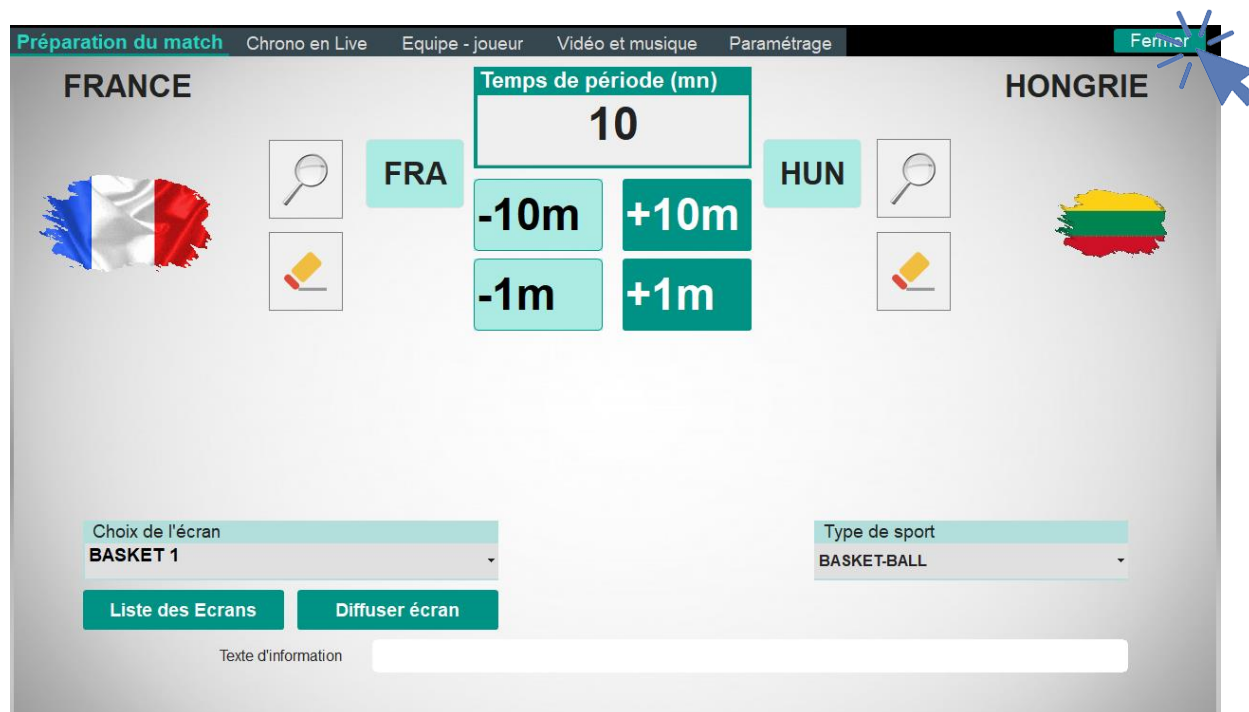 Préparation du match Chrono en Live Equipe - joueur Vidéo et musique Paramétrage Fermer
FRANCE
Temps de période (mn)
HONGRIE
10
FRA
HUN
-10m +10m
-1m +1m
Choix de l'écran
BASKET 1
Type de sport
BASKET-BALL
Liste des Ecrans Diffuser écran
Texte d'information